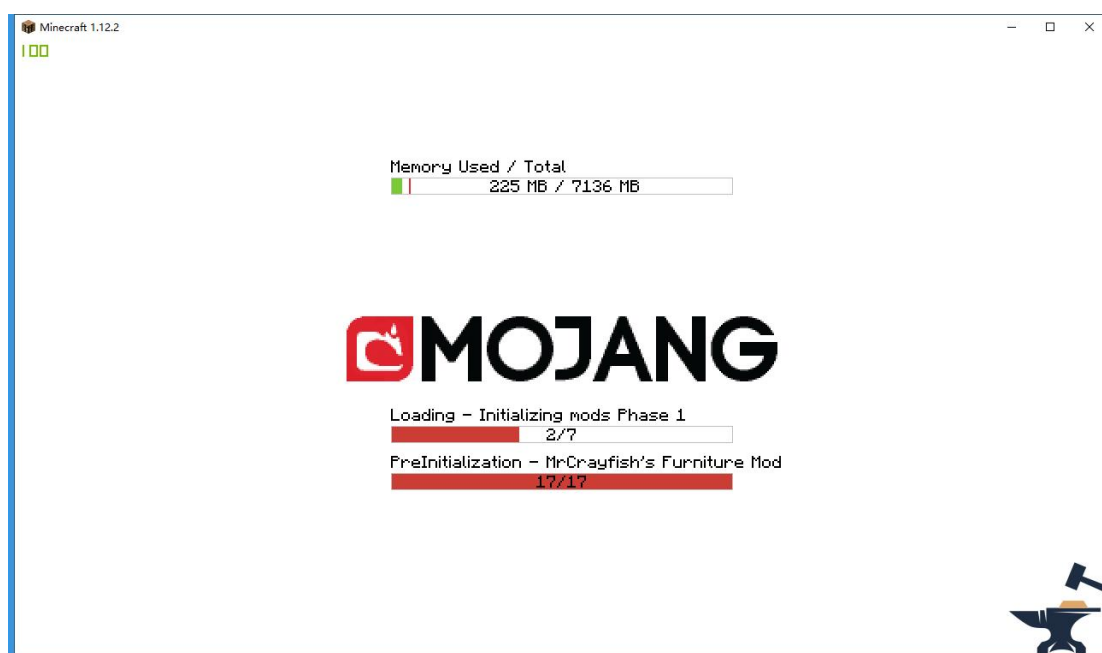 Minecraft 1.12.2
100
Memory Used / Total
225 MB / 7136 MB
MOJANG
Loading - Initializing mods Phase 1
2/7
PreInitialization - MrCrayfish's Furniture Mod
17/17